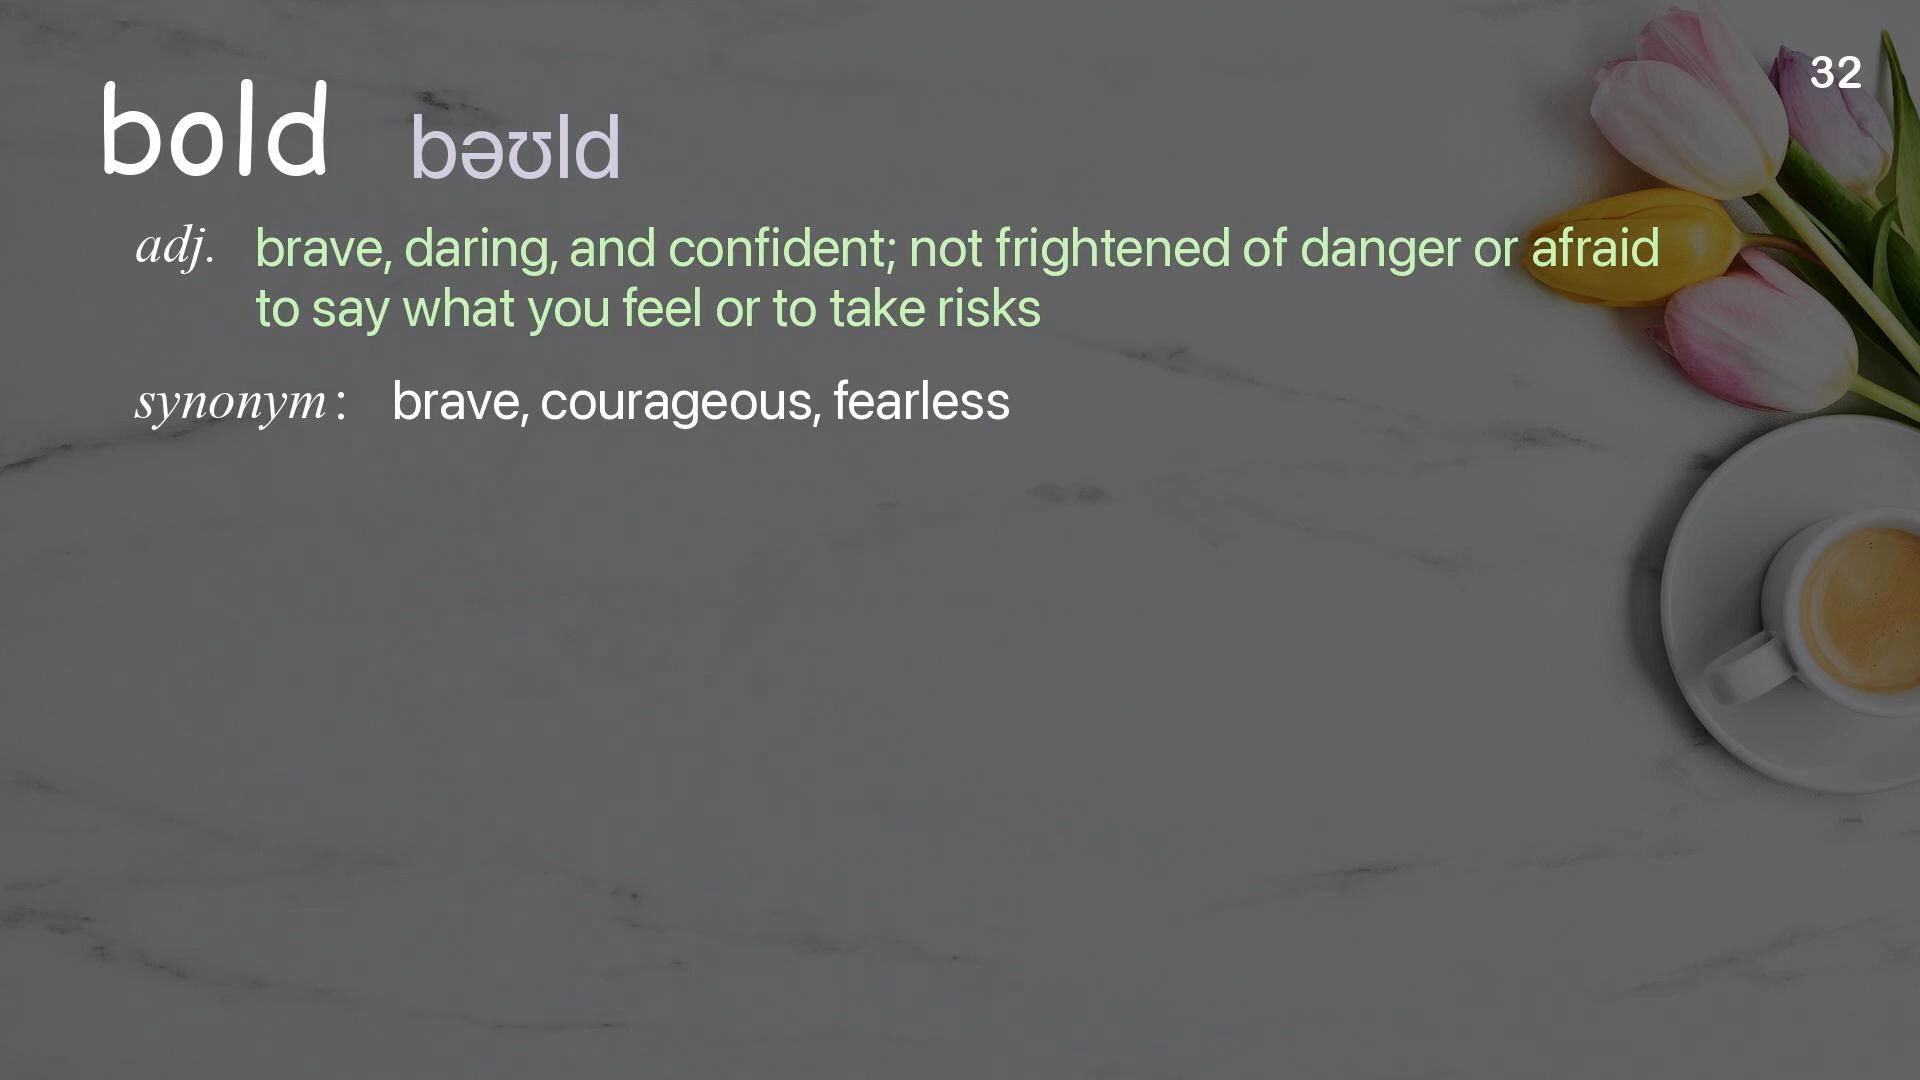 32
bold bəʊld
adj. brave, daring, and confident; not frightened of danger or afraid
to say what you feel or to take risks
synonym: brave, courageous, fearless